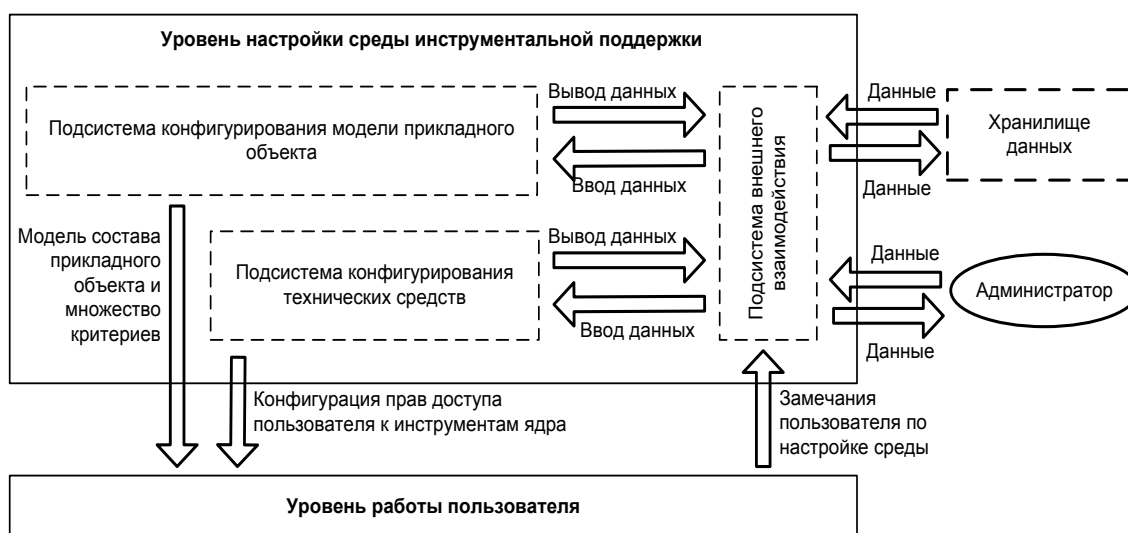 Уровень настройки среды инструментальной поддержки
Подсистема конфигурирования модели прикладного
объекта
Вывод данных
Ввод данных
Подсистема внешнего
взаимодействия
Данные
Хранилище
данных
Данные
Модель состава
прикладного
объекта и
множество
критериев
Подсистема конфигурирования
технических средств
Вывод данных
Ввод данных
Данные
Администратор
Данные
Конфигурация прав доступа
пользователя к инструментам ядра
Замечания
пользователя по
настройке среды
Уровень работы пользователя